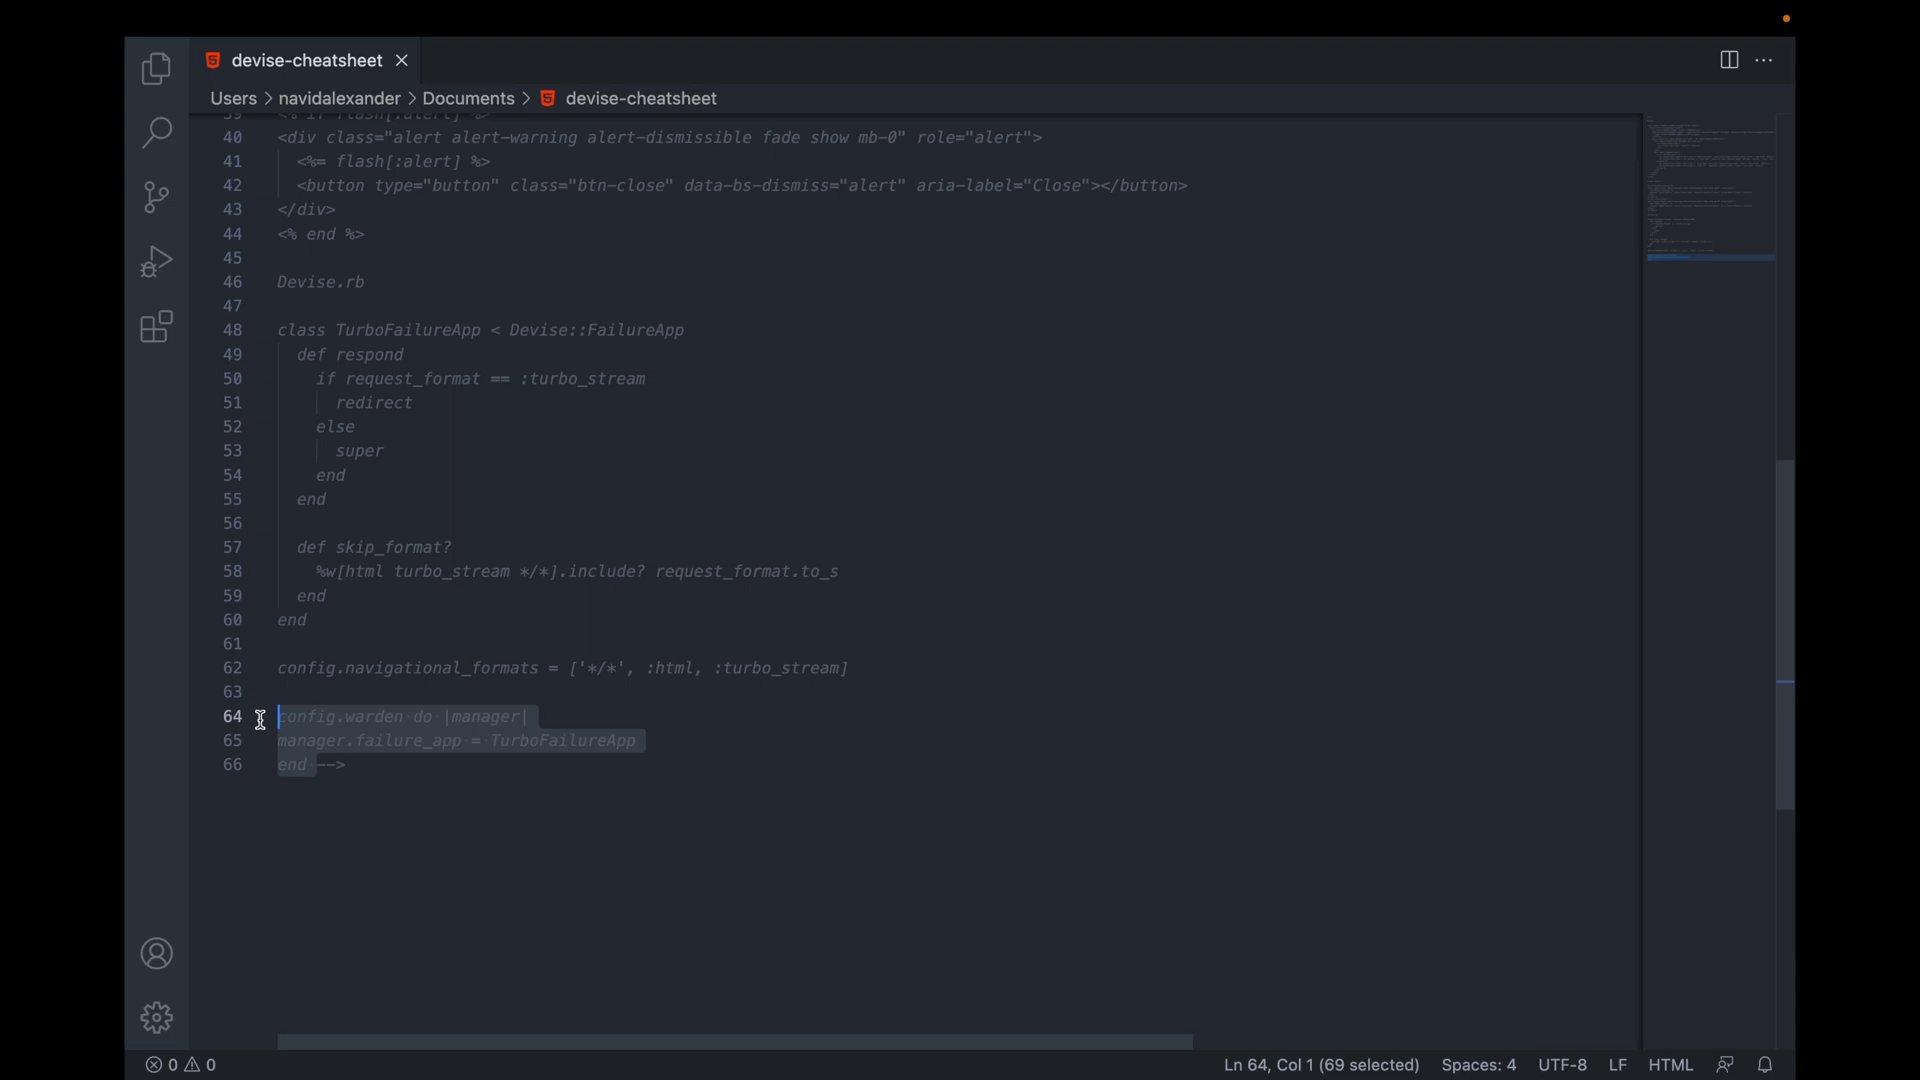 devise-cheatsheet
Users > navidalexander > Documents > devise-cheatsheet
39 <% if flash[:alert] %>
40 <div class="alert alert-warning alert-dismissible fade show mb-0" role="alert">
41 <%= flash[:alert] %>
42 <button type="button" class="btn-close" data-bs-dismiss="alert" aria-label="Close"></button>
43 </div>
44 <% end %>
45
46 Devise.rb
47
48 class TurboFailureApp < Devise::FailureApp
49 def respond
50 if request_format == :turbo_stream
51 redirect
52 else
53 super
54 end
55 end
56
57 def skip_format?
58 %w[html turbo_stream */*].include? request_format.to_s
59 end
60 end
61
62 config.navigational_formats = ['*/*', :html, :turbo_stream]
63
64 config.warden do |manager|
65 manager.failure_app = TurboFailureApp
66 end -->
0 0 Ln 64, Col 1 (69 selected) Spaces: 4 UTF-8 LF HTML